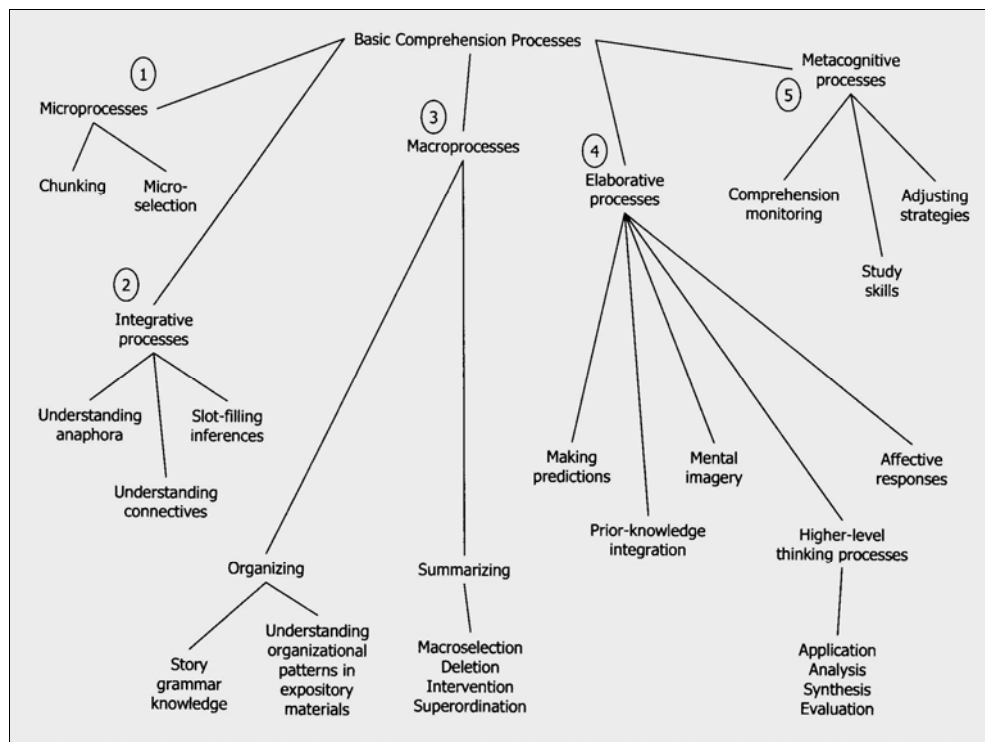 Basic Comprehension Processes
1
Microprocesses
Chunking
Micro-
selection
2
Integrative
processes
Understanding
anaphora
Slot-filling
inferences
Understanding
connectives
3
Macroprocesses
Organizing
Story
grammar
knowledge
Understanding
organizational
patterns in
expository
materials
Summarizing
Macroselection
Deletion
Intervention
Superordination
4
Elaborative
processes
Making
predictions
Prior-knowledge
integration
Mental
imagery
Higher-level
thinking processes
Application
Analysis
Synthesis
Evaluation
Affective
responses
Metacognitive
processes
5
Comprehension
monitoring
Study
skills
Adjusting
strategies